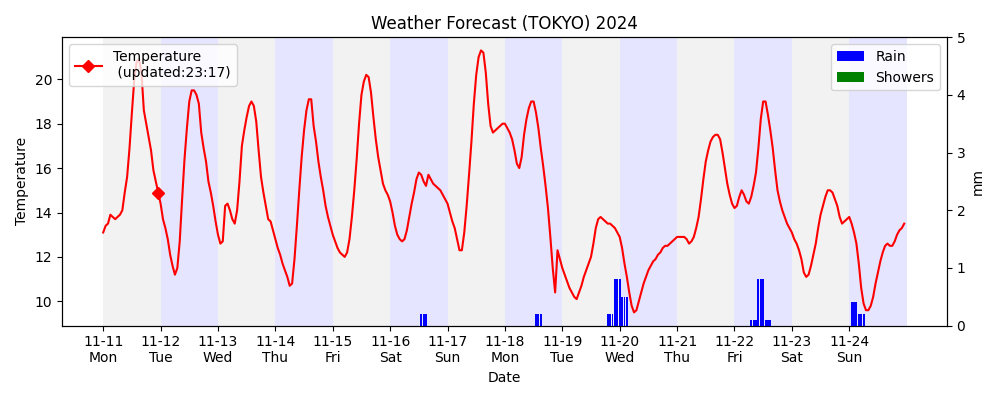 Weather Forecast (TOKYO) 2024
Temperature
(updated:23:17)
Rain
Showers
Temperature
20
18
16
14
12
10
5
4
3
2
1
0
mm
11-11 11-12 11-13 11-14 11-15 11-16 11-17 11-18 11-19 11-20 11-21 11-22 11-23 11-24
Mon Tue Wed Thu Fri Sat Sun Mon Tue Wed Thu Fri Sat Sun
Date